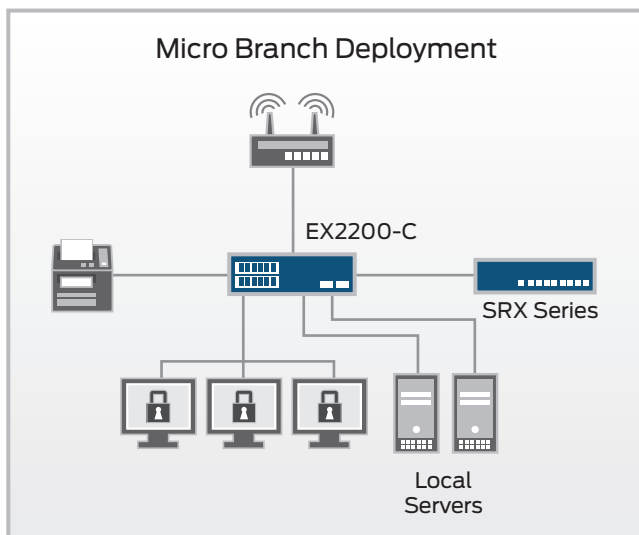 Micro Branch Deployment
EX2200-C
SRX Series
Local
Servers